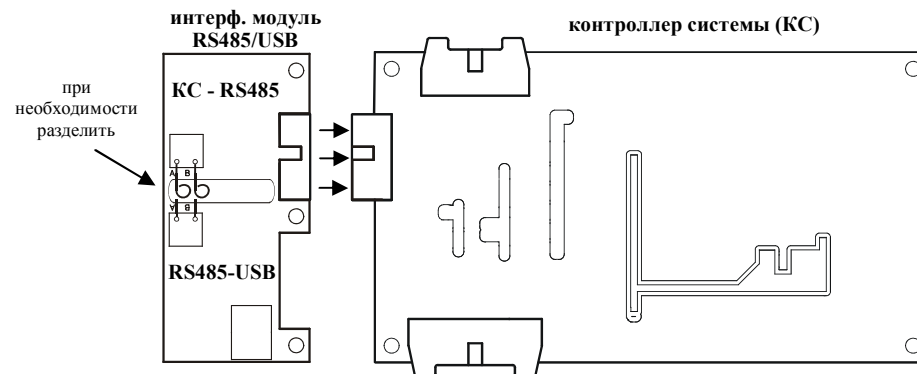 интерф. модуль
RS485/USB
контроллер системы (КС)
КС - RS485
при
необходимости
разделить
A B
A B
RS485-USB